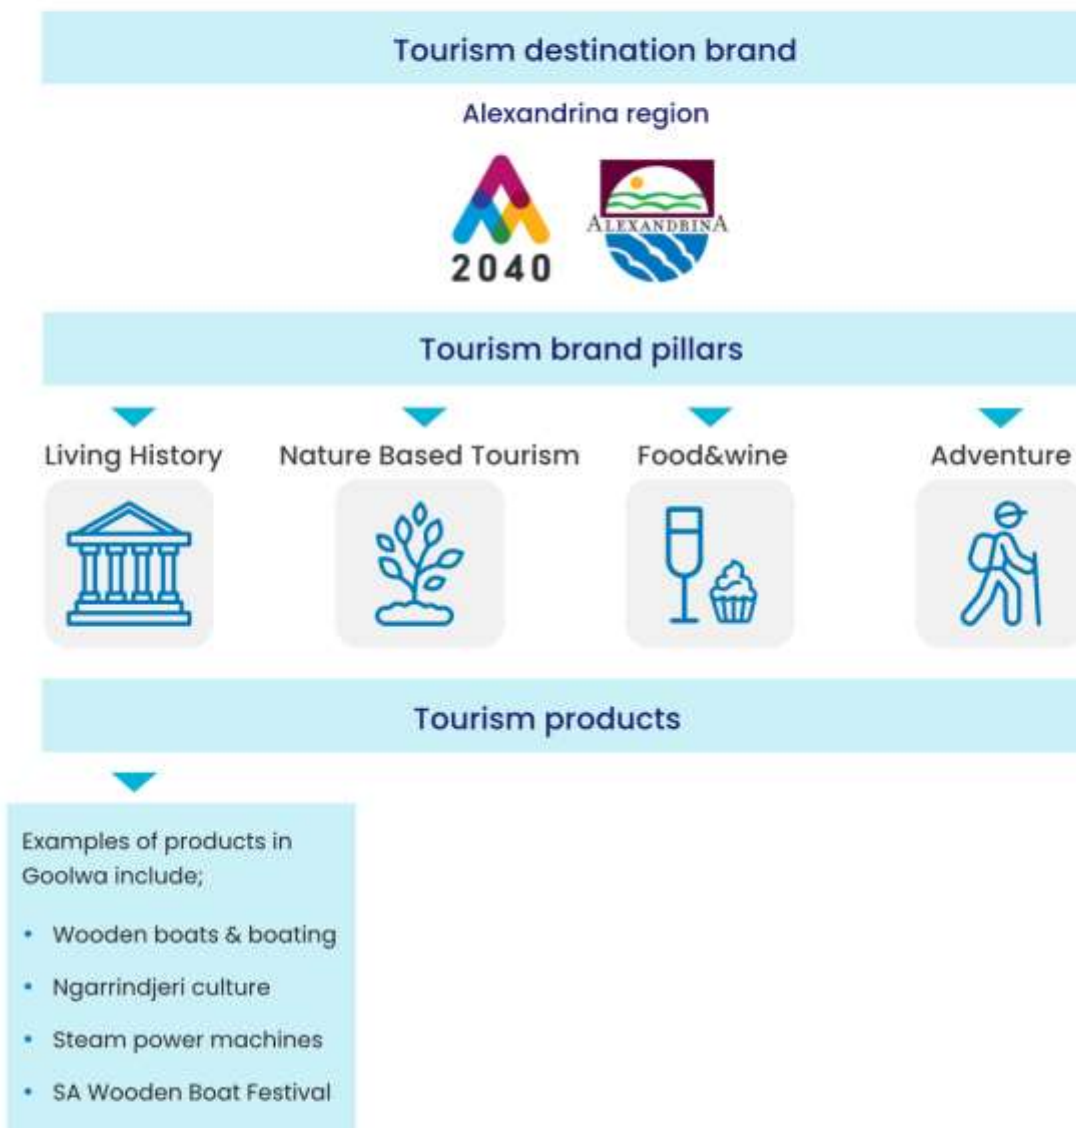 Tourism destination brand
Alexandrina region
2040
ALEXANDRINA
Tourism brand pillars
Living History
Nature Based Tourism
Food&wine
Adventure
Tourism products
Examples of products in
Goolwa include;
• Wooden boats & boating
• Ngarrindjeri culture
• Steam power machines
• SA Wooden Boat Festival